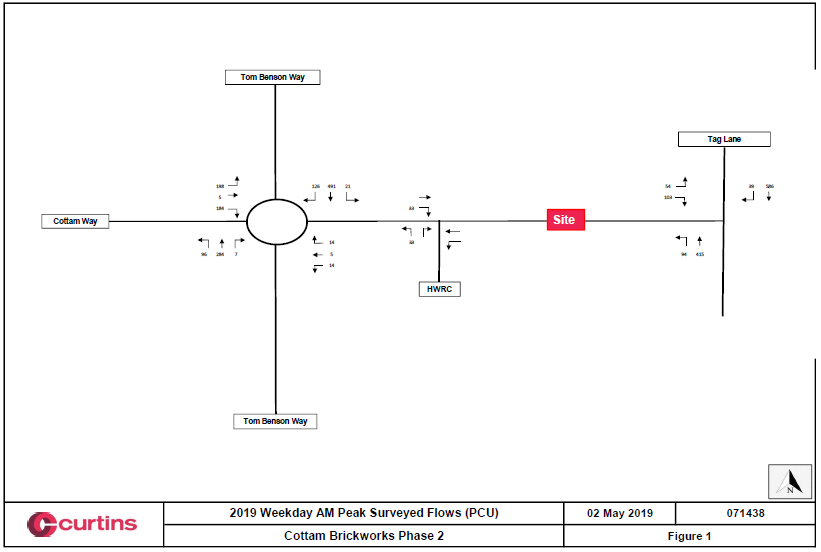 Tom Benson Way
Tag Lane
198
126 491 21
54
39 586
5
103
184
33
Cottam Way
Site
38
14
96 284 7
5
94 415
14
HWRC
Tom Benson Way
N
curtins
2019 Weekday AM Peak Surveyed Flows (PCU)
02 May 2019
071438
Cottam Brickworks Phase 2
Figure 1